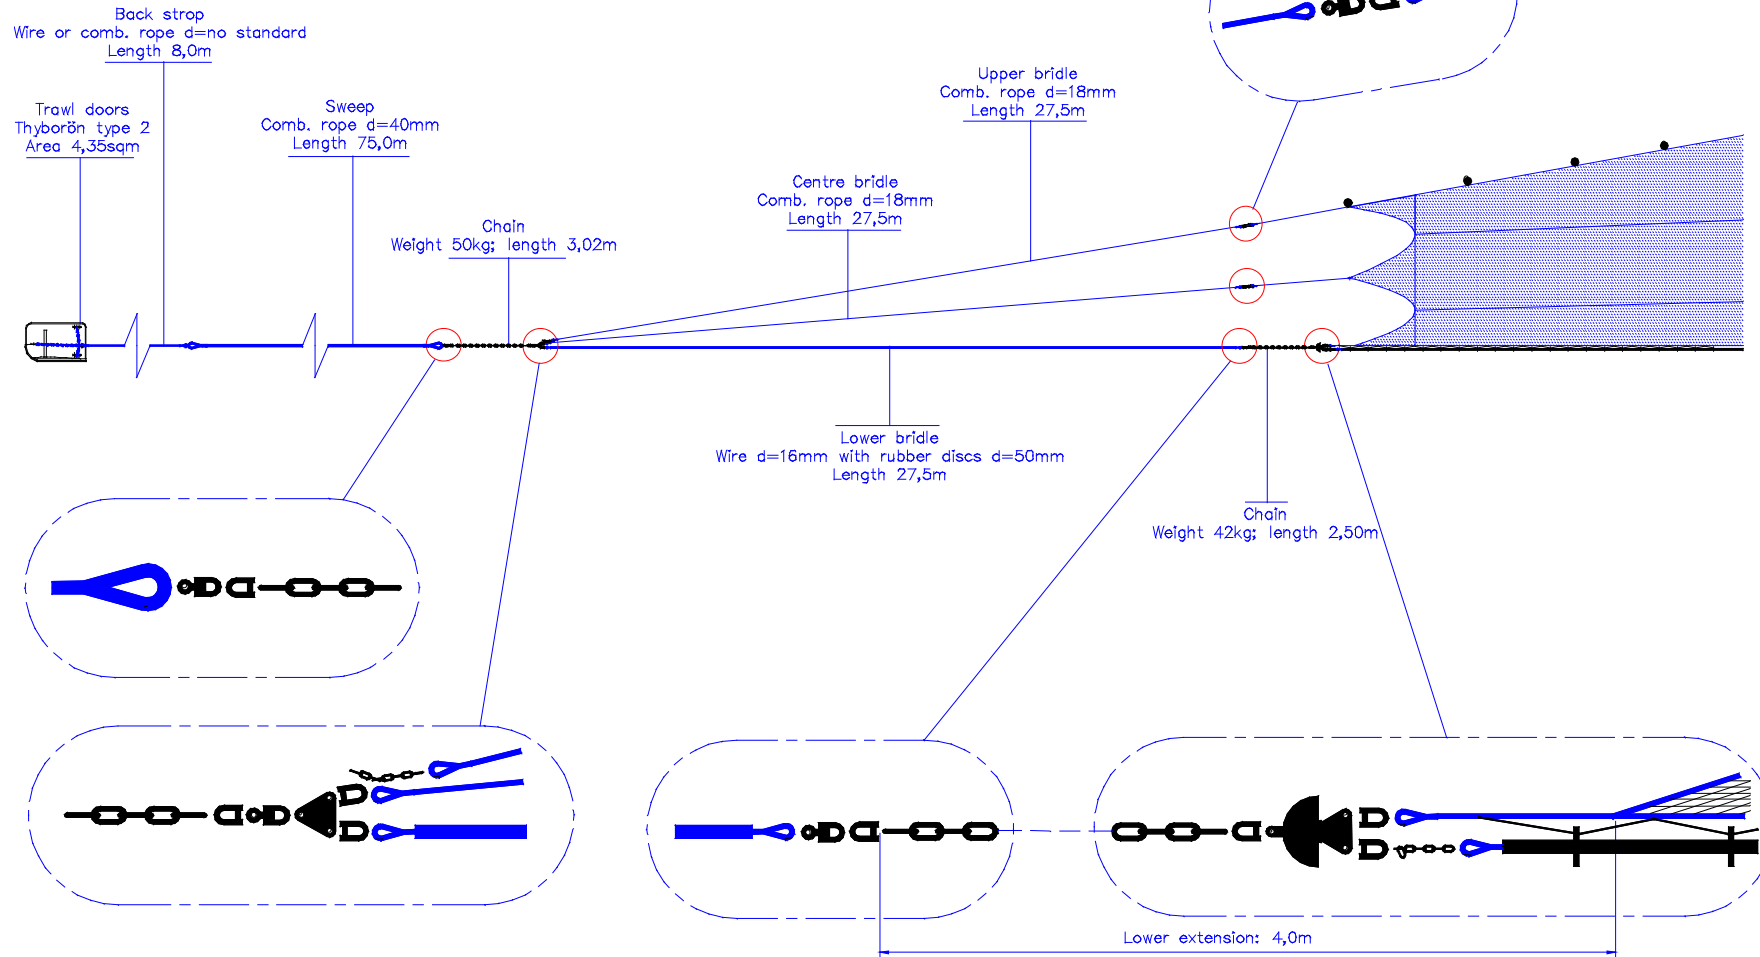 Back strop
Wire or comb. rope d=no standard
Length 8,0m
Trawl doors
Thyborön type 2
Area 4,35sqm
Sweep
Comb. rope d=40mm
Length 75,0m
Chain
Weight 50kg; length 3,02m
Centre bridle
Comb. rope d=18mm
Length 27,5m
Upper bridle
Comb. rope d=18mm
Length 27,5m
Lower bridle
Wire d=16mm with rubber discs d=50mm
Length 27,5m
Chain
Weight 42kg; length 2,50m
Lower extension: 4,0m